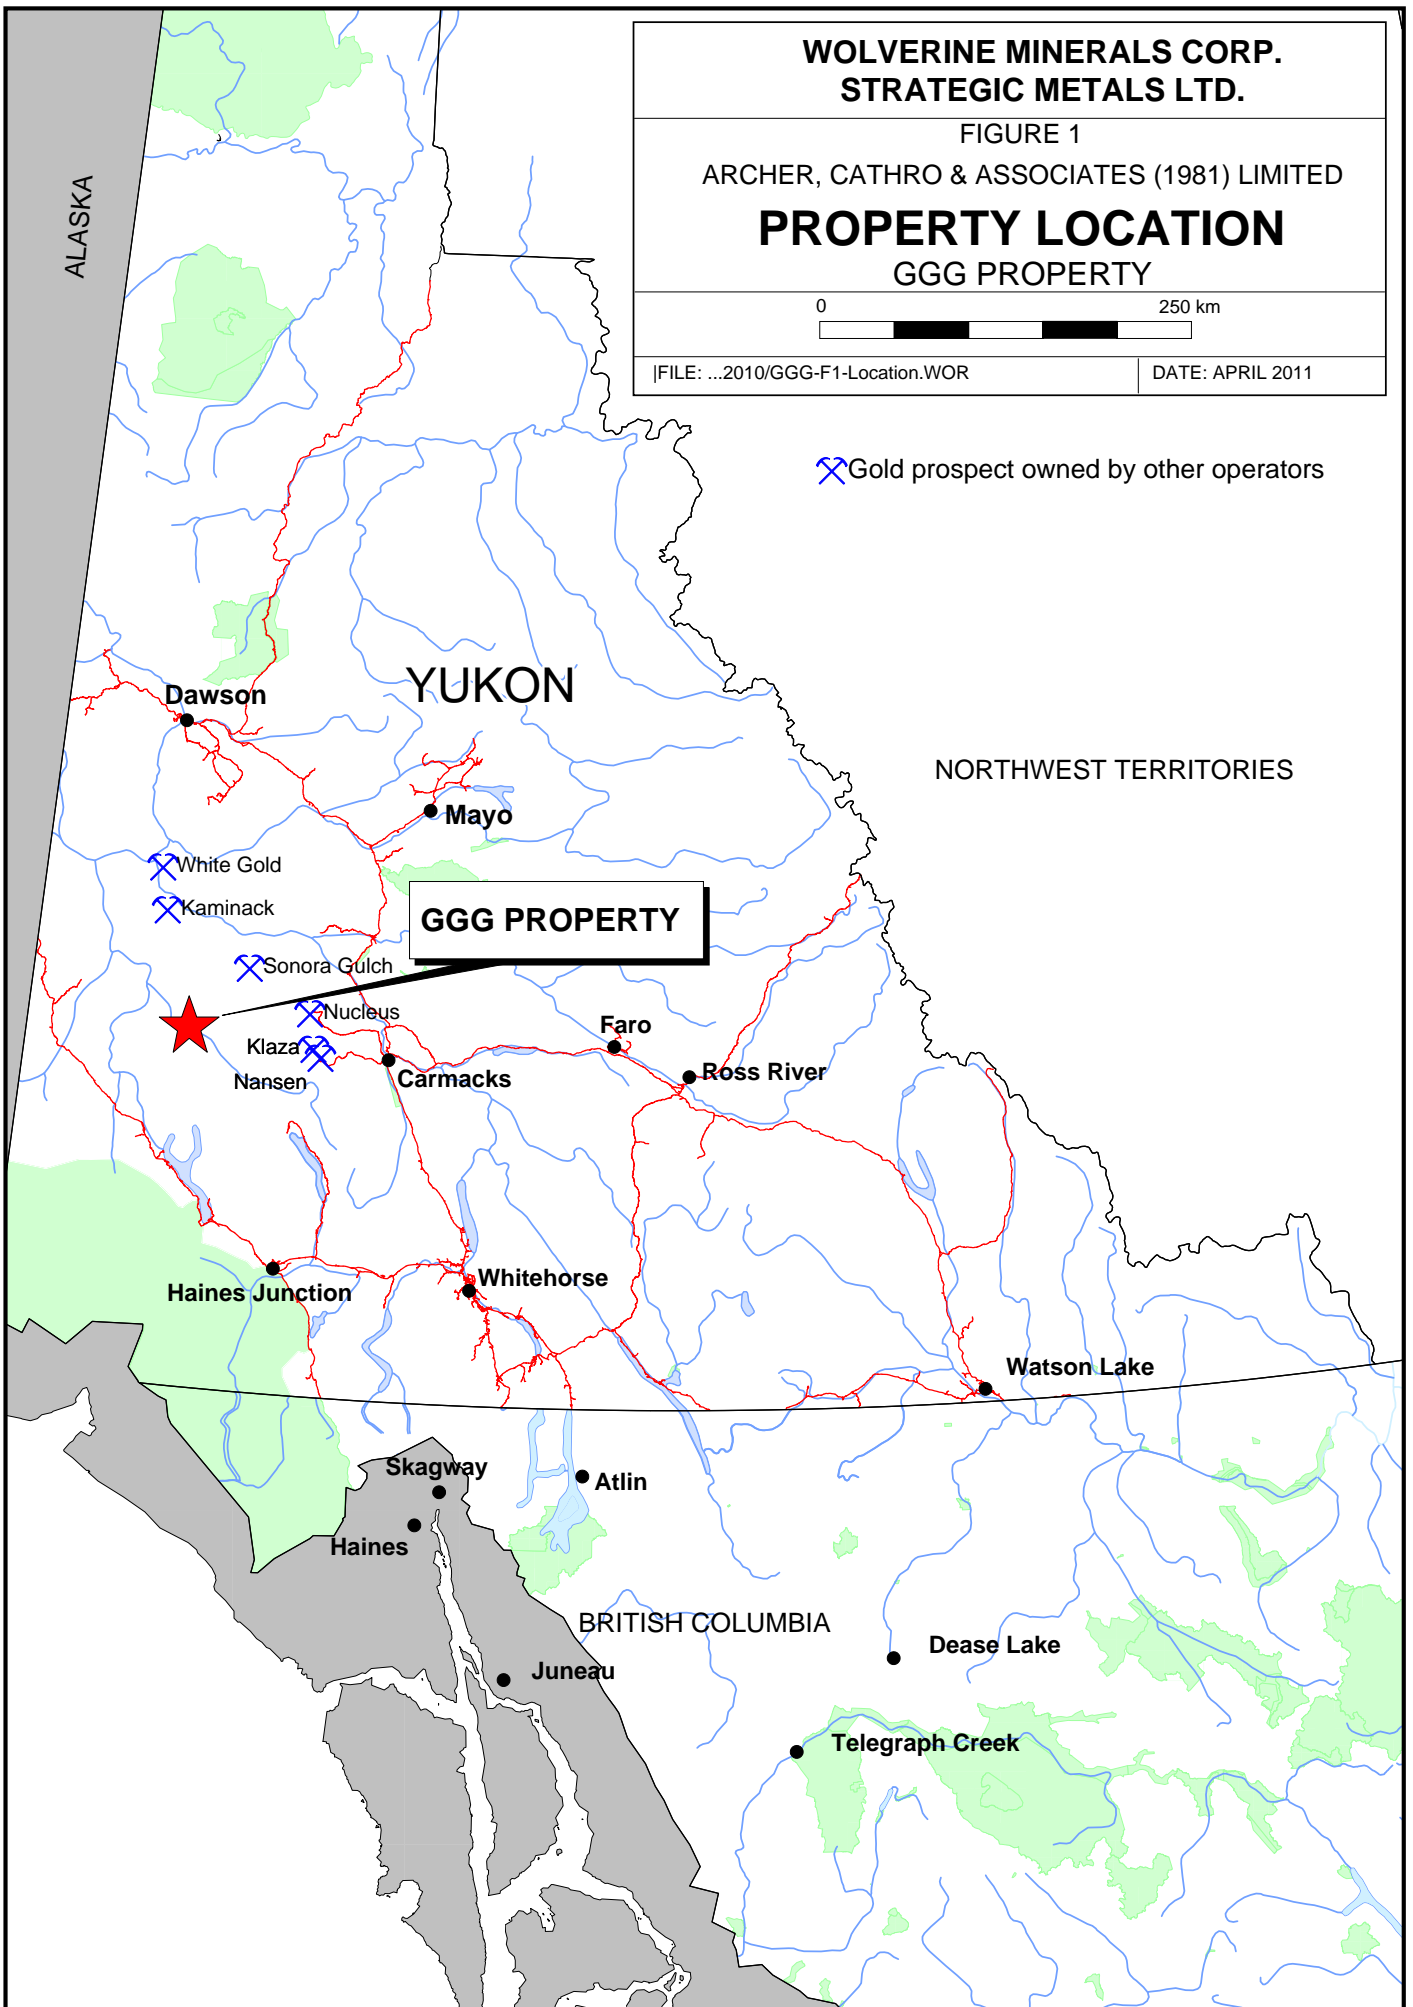 WOLVERINE MINERALS CORP.
STRATEGIC METALS LTD.
FIGURE 1
ARCHER, CATHRO & ASSOCIATES (1981) LIMITED
PROPERTY LOCATION
GGG PROPERTY
0 250 km
|FILE: ...2010/GGG-F1-Location.WOR
DATE: APRIL 2011
ALASKA
Gold prospect owned by other operators
YUKON
Dawson
NORTHWEST TERRITORIES
Mayo
White Gold
Kaminack
GGG PROPERTY
Sonora Gulch
Nucleus
Faro
Klaza
Nansen
Carmacks
Ross River
Whitehorse
Haines Junction
Watson Lake
Skagway
Atlin
Haines
BRITISH COLUMBIA
Dease Lake
Juneau
Telegraph Creek